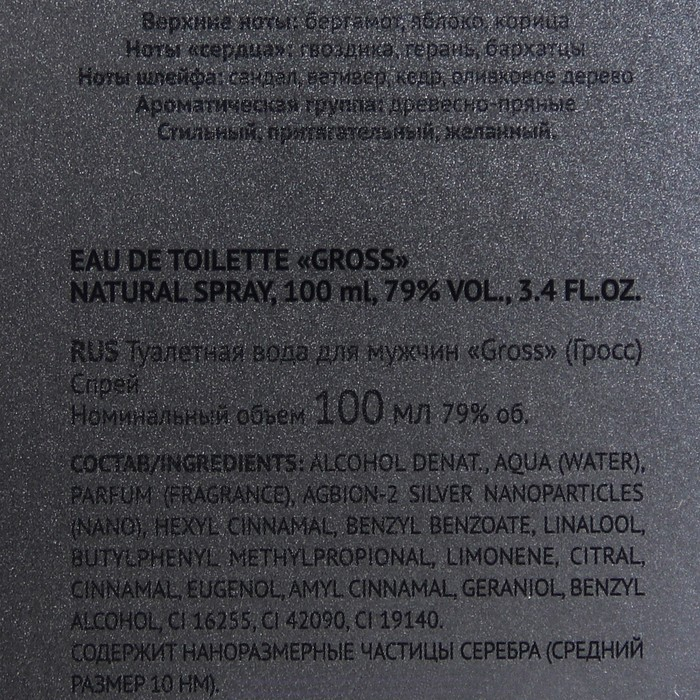 Верхние ноты: бергамот, яблоко, корица
Ноты «сердца»: гвоздика, герань, бархатцы
Ноты шлейфа: сандал, ветивер, кедр, оливковое дерево
Ароматическая группа: древесно-пряные
Стильный, притягательный, желанный.
EAU DE TOILETTE «GROSS»
NATURAL SPRAY, 100 ml, 79% VOL., 3.4 FL.OZ.
RUS Туалетная вода для мужчин «Gross» (Гросс)
Спрей
Номинальный объем 100 мл 79% об.
СОСТАВ/INGREDIENTS: ALCOHOL DENAT., AQUA (WATER),
PARFUM (FRAGRANCE), AGBION-2 SILVER NANOPARTICLES
(NANO), HEXYL CINNAMAL, BENZYL BENZOATE, LINALOOL,
BUTYLPHENYL METHYLPROPIONAL, LIMONENE, CITRAL,
CINNAMAL, EUGENOL, AMYL CINNAMAL, GERANIOL, BENZYL
ALCOHOL, CI 16255, CI 42090, CI 19140.
СОДЕРЖИТ НАНОРАЗМЕРНЫЕ ЧАСТИЦЫ СЕРЕБРА (СРЕДНИЙ
РАЗМЕР 10 НМ).